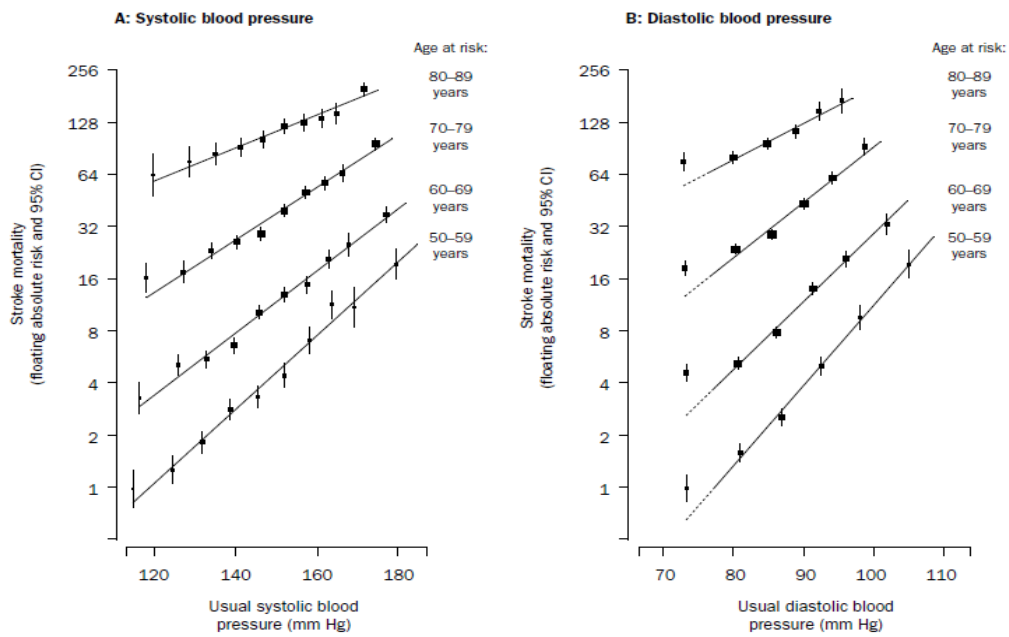 A: Systolic blood pressure
Age at risk:
256
128
64
32
16
8
4
2
1
Stroke mortality
(floating absolute risk and 95% CI)
80–89
years
70–79
years
60–69
years
50–59
years
120
140
160
180
Usual systolic blood
pressure (mm Hg)
B: Diastolic blood pressure
Age at risk:
256
128
64
32
16
8
4
2
1
Stroke mortality
(floating absolute risk and 95% CI)
80–89
years
70–79
years
60–69
years
50–59
years
70
80
90
100
110
Usual diastolic blood
pressure (mm Hg)